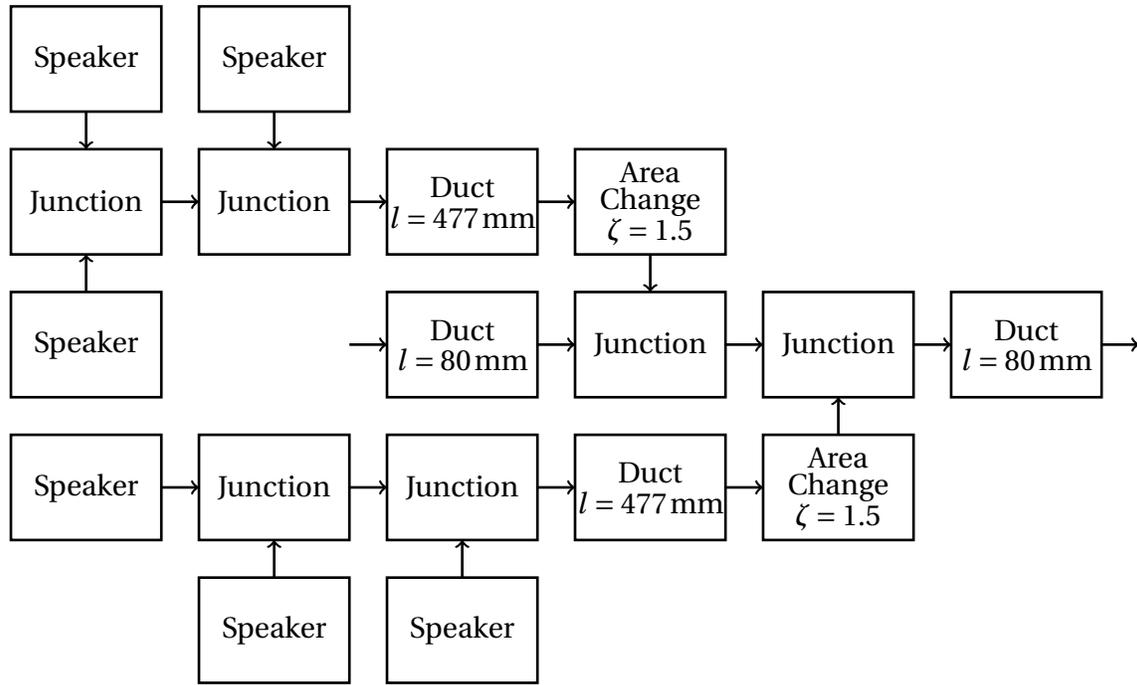 Speaker
Speaker
Junction
Junction
Duct
l = 477 mm
Area
Change
ζ = 1.5
Speaker
Duct
l = 80 mm
Junction
Junction
Duct
l = 80 mm
Speaker
Junction
Junction
Duct
l = 477 mm
Area
Change
ζ = 1.5
Speaker
Speaker